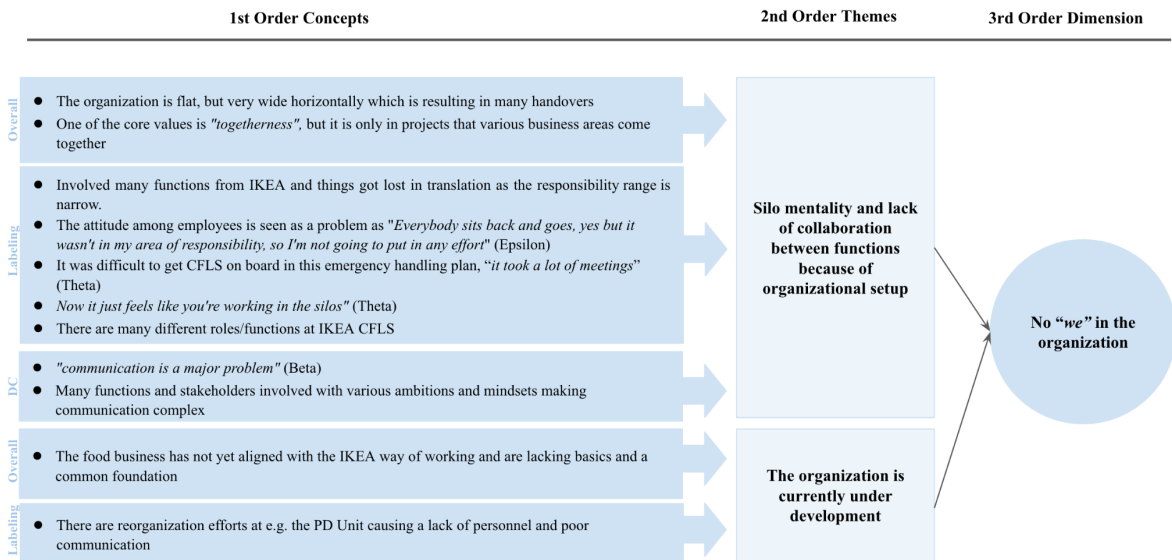 1st Order Concepts
2nd Order Themes
3rd Order Dimension
Overall
● The organization is flat, but very wide horizontally which is resulting in many handovers
● One of the core values is "togetherness", but it is only in projects that various business areas come
together
Labeling
● Involved many functions from IKEA and things got lost in translation as the responsibility range is
narrow.
● The attitude among employees is seen as a problem as "Everybody sits back and goes, yes but it
wasn't in my area of responsibility, so I'm not going to put in any effort" (Epsilon)
● It was difficult to get CFLS on board in this emergency handling plan, “it took a lot of meetings”
(Theta)
● Now it just feels like you're working in the silos" (Theta)
● There are many different roles/functions at IKEA CFLS
DC
● "communication is a major problem" (Beta)
● Many functions and stakeholders involved with various ambitions and mindsets making
communication complex
Silo mentality and lack
of collaboration
between functions
because of
organizational setup
Overall
● The food business has not yet aligned with the IKEA way of working and are lacking basics and a
common foundation
Labeling
● There are reorganization efforts at e.g. the PD Unit causing a lack of personnel and poor
communication
The organization is
currently under
development
No “we” in the
organization